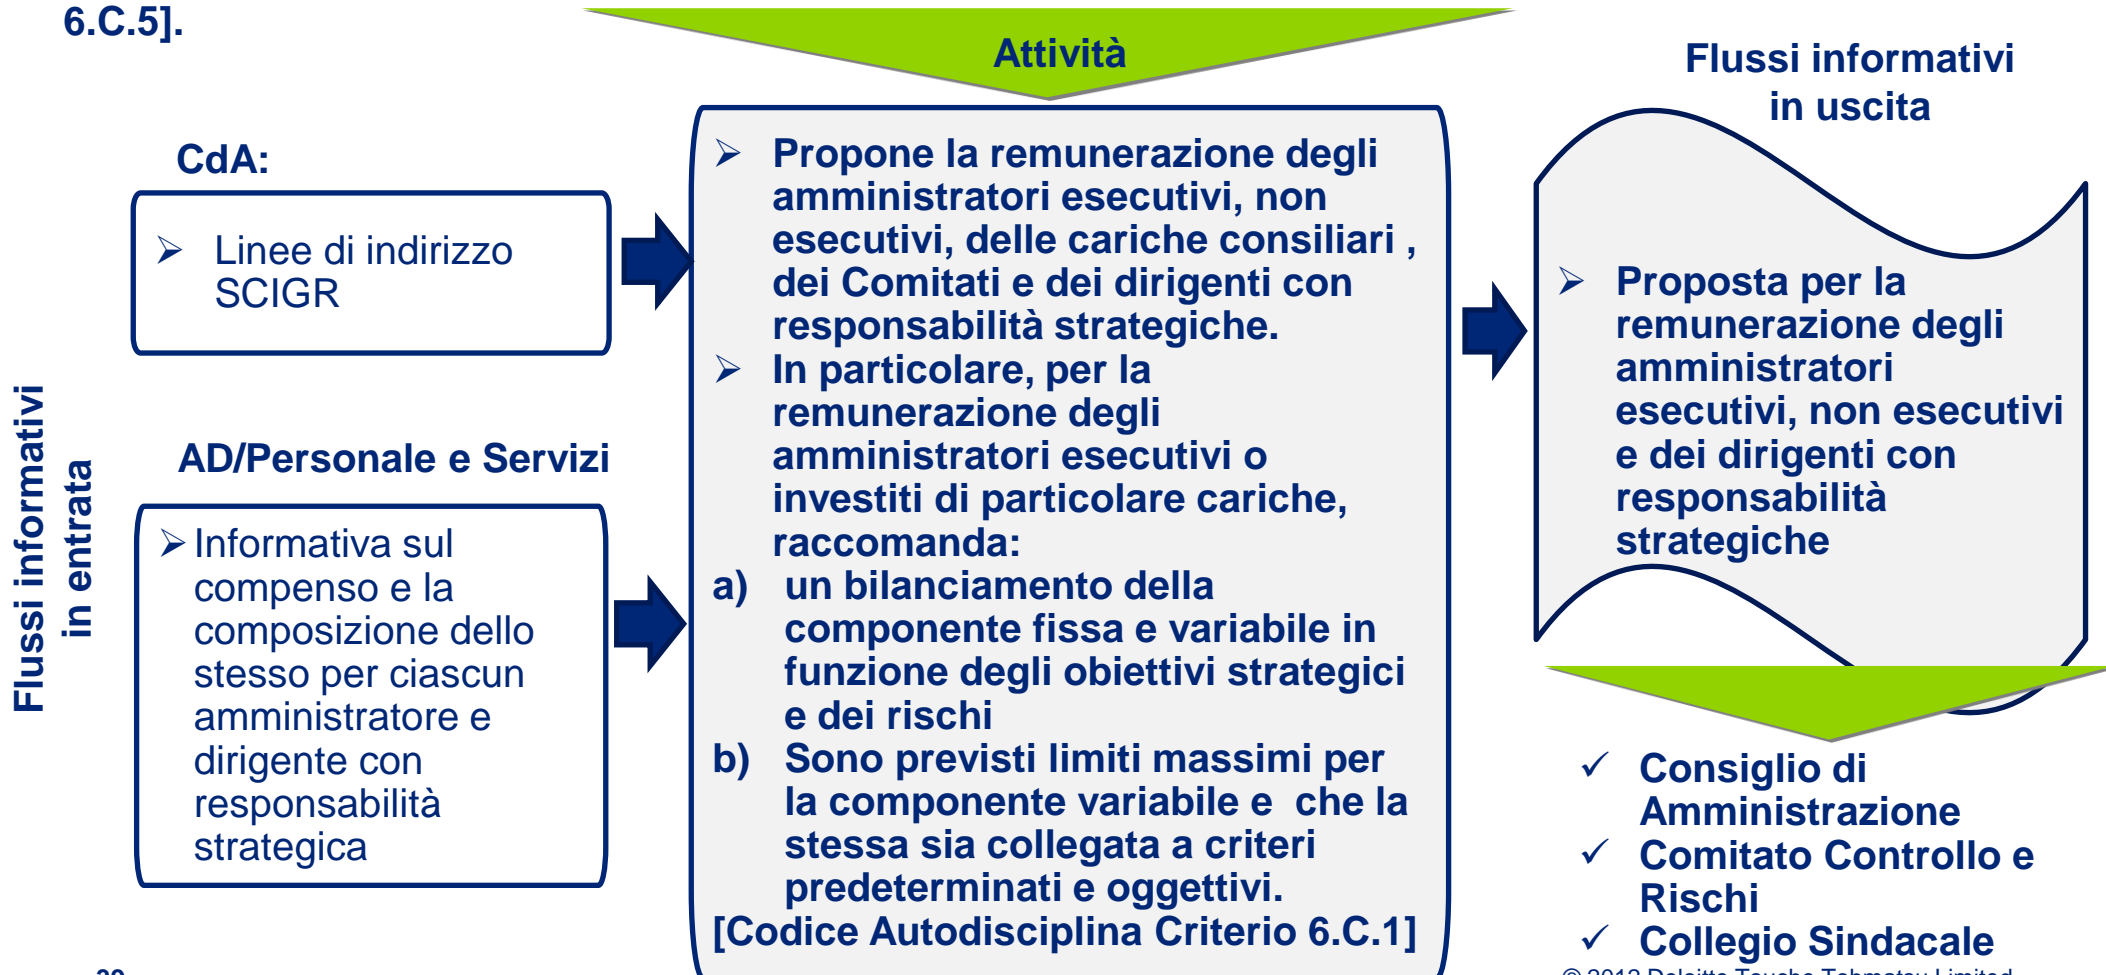 6.C.5].
Attività
Flussi informativi
in uscita
Flussi informativi
in entrata
CdA:
➢ Linee di indirizzo
SCIGR
AD/Personale e Servizi
➢ Informativa sul
compenso e la
composizione dello
stesso per ciascun
amministratore e
dirigente con
responsabilità
strategica
➢ Propone la remunerazione degli
amministratori esecutivi, non
esecutivi, delle cariche consiliari ,
dei Comitati e dei dirigenti con
responsabilità strategiche.
➢ In particolare, per la
remunerazione degli
amministratori esecutivi o
investiti di particolare cariche,
raccomanda:
a) un bilanciamento della
componente fissa e variabile in
funzione degli obiettivi strategici
e dei rischi
b) Sono previsti limiti massimi per
la componente variabile e che la
stessa sia collegata a criteri
predeterminati e oggettivi.
[Codice Autodisciplina Criterio 6.C.1]
➢ Proposta per la
remunerazione degli
amministratori
esecutivi, non esecutivi
e dei dirigenti con
responsabilità
strategiche
✓ Consiglio di
Amministrazione
✓ Comitato Controllo e
Rischi
✓ Collegio Sindacale
© 2012 Deloitte Touche Tohmatsu Limited